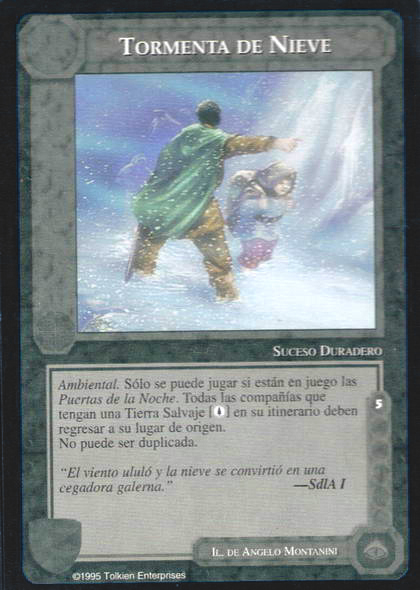 TORMENTA DE NIEVE
SUCESO DURADERO
Ambiental. Sólo se puede jugar si están en juego las
Puertas de la Noche. Todas las compañías que
tengan una Tierra Salvaje [ ] en su itinerario deben
regresar a su lugar de origen.
No puede ser duplicada.
5
"El viento ululó y la nieve se convirtió en una
cegadora galerna."
—SdlA I
IL. DE ANGELO MONTANINI
©1995 Tolkien Enterprises